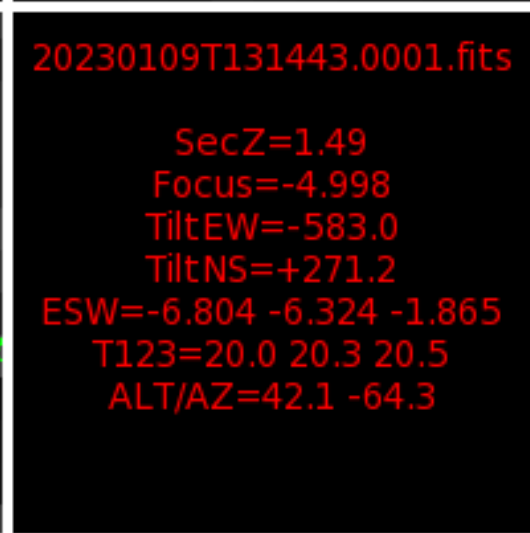 20230109T131443.0001.fits
SecZ=1.49
Focus=-4.998
TiltEW=-583.0
TiltNS=+271.2
ESW=-6.804 -6.324 -1.865
T123=20.0 20.3 20.5
ALT/AZ=42.1 -64.3